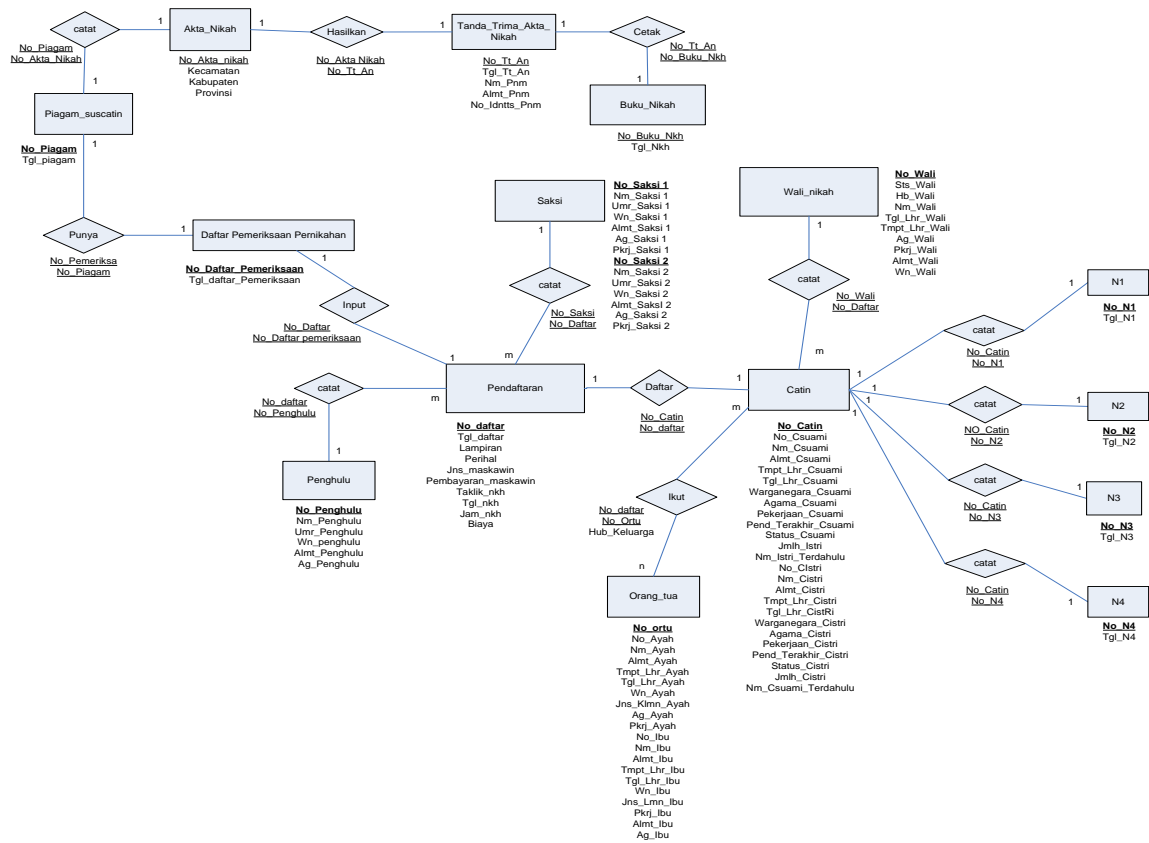 catat
1
1
No_Piagam
No_Akta_Nikah
Akta_Nikah
1
No_Akta_nikah
Kecamatan
Kabupaten
Provinsi
Hasilkan
No_Akta Nikah
No_Tt_An
1
Tanda_Trima_Akta_
Nikah
1
No_Tt_An
Tgl_Tt_An
Nm_Pnm
Almt_Pnm
No_Idntts_Pnm
Cetak
No_Tt_An
No_Buku_Nkh
1
Buku_Nikah
No_Buku_Nkh
Tgl_Nkh
Piagam_suscatin
1
No_Piagam
Tgl_piagam
Punya
No_Pemeriksa
No_Piagam
1
Daftar Pemeriksaan Pernikahan
No_Daftar_Pemeriksaan
Tgl_daftar_Pemeriksaan
1
Input
No_Daftar
No_Daftar pemeriksaan
1
Saksi
1
No_Saksi 1
Nm_Saksi 1
Umr_Saksi 1
Wn_Saksi 1
Almt_Saksi 1
Ag_Saksi 1
Pkrj_Saksi 1
No_Saksi 2
Nm_Saksi 2
Umr_Saksi 2
Wn_Saksi 2
Almt_SaksI 2
Ag_Saksi 2
Pkrj_Saksi 2
catat
No_Saksi
No_Daftar
m
Wali_nikah
1
No_Wali
Sts_Wali
Hb_Wali
Nm_Wali
Tgl_Lhr_Wali
Tmpt_Lhr_Wali
Ag_Wali
Pkrj_Wali
Almt_Wali
Wn_Wali
catat
No_Wali
No_Daftar
m
catat
No_daftar
No_Penghulu
m
1
Penghulu
No_Penghulu
Nm_Penghulu
Umr_Penghulu
Wn_penghulu
Almt_Penghulu
Ag_Penghulu
Pendaftaran
1
No_daftar
Tgl_daftar
Lampiran
Perihal
Jns_maskawin
Pembayaran_maskawin
Taklik_nkh
Tgl_nkh
Jam_nkh
Biaya
Daftar
No_Catin
No_daftar
1
Catin
m
No_Catin
No_Csuami
Nm_Csuami
Almt_Csuami
Tmpt_Lhr_Csuami
Tgl_Lhr_Csuami
Warganegara_Csuami
Agama_Csuami
Pekerjaan_Csuami
Pend_Terakhir_Csuami
Status_Csuami
Jmlh_Istri
Nm_Istri_Terdahulu
No_CIstri
Nm_Cistri
Almt_Cistri
Tmpt_Lhr_Cistri
Tgl_Lhr_CistRi
Warganegara_Cistri
Agama_Cistri
Pekerjaan_Cistri
Pend_Terakhir_Cistri
Status_Cistri
Jmlh_Cistri
Nm_Csuami_Terdahulu
Ikut
No_daftar
No_Ortu
Hub_Keluarga
n
Orang_tua
No_ortu
No_Ayah
Nm_Ayah
Almt_Ayah
Tmpt_Lhr_Ayah
Tgl_Lhr_Ayah
Wn_Ayah
Jns_Klmn_Ayah
Ag_Ayah
Pkrj_Ayah
No_Ibu
Nm_Ibu
Almt_Ibu
Tmpt_Lhr_Ibu
Tgl_Lhr_Ibu
Wn_Ibu
Jns_Lmn_Ibu
Pkrj_Ibu
Almt_Ibu
Ag_Ibu
1
catat
No_Catin
No_N1
1
N1
No_N1
Tgl_N1
1
catat
NO_Catin
No_N2
1
N2
No_N2
Tgl_N2
1
catat
No_Catin
No_N3
1
N3
No_N3
Tgl_N3
1
catat
No_Catin
No_N4
1
N4
No_N4
Tgl_N4